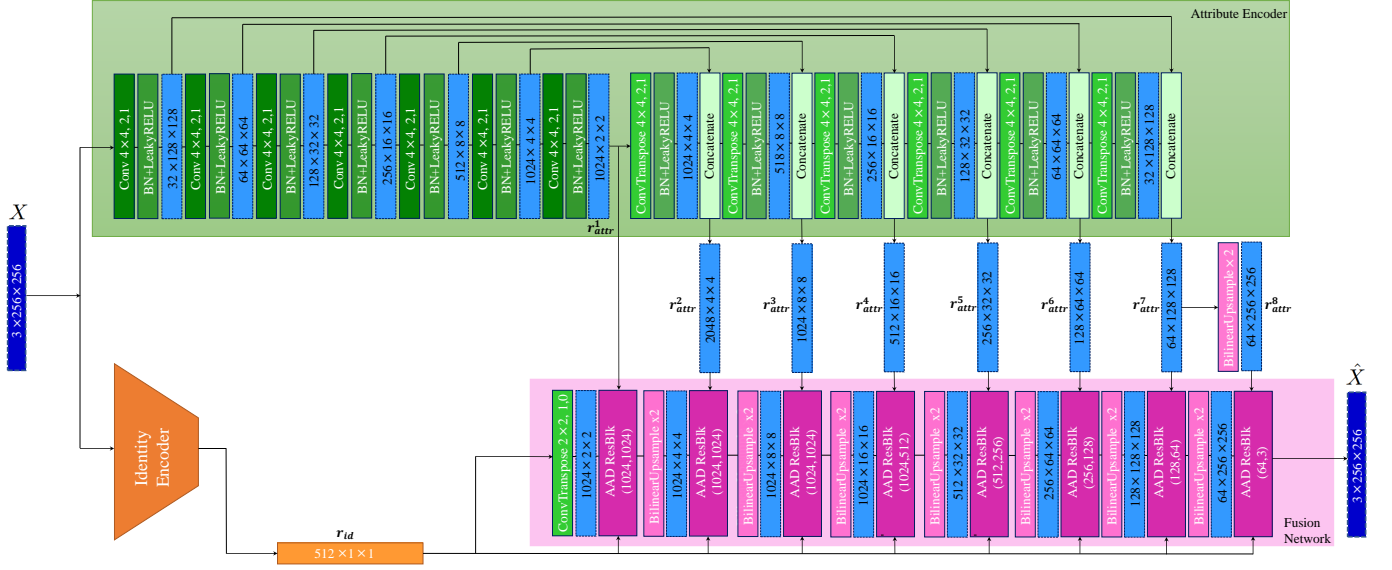 Attribute Encoder
Conv 4×4, 2,1
BN+LeakyRELU
32×128×128
Conv 4×4, 2,1
BN+LeakyRELU
64×64×64
Conv 4×4, 2,1
BN+LeakyRELU
128×32×32
Conv 4×4, 2,1
BN+LeakyRELU
256×16×16
Conv 4×4, 2,1
BN+LeakyRELU
512×8×8
Conv 4×4, 2,1
BN+LeakyRELU
1024×4×4
Conv 4×4, 2,1
BN+LeakyRELU
1024×2×2
ConvTranspose 4×4, 2,1
BN+LeakyRELU
1024×4×4
Concatenate
ConvTranspose 4×4, 2,1
BN+LeakyRELU
518×8×8
Concatenate
ConvTranspose 4×4, 2,1
BN+LeakyRELU
256×16×16
Concatenate
ConvTranspose 4×4, 2,1
BN+LeakyRELU
128×32×32
Concatenate
ConvTranspose 4×4, 2,1
BN+LeakyRELU
64×64×64
Concatenate
ConvTranspose 4×4, 2,1
BN+LeakyRELU
32×128×128
Concatenate
X
3×256×256
r¹attr
r²attr
2048×4×4
r³attr
1024×8×8
r⁴attr
512×16×16
r⁵attr
256×32×32
r⁶attr
128×64×64
r⁷attr
64×128×128
BilinearUpsample×2
64×256×256
r⁸attr
Identity
Encoder
r_id
512×1×1
ConvTranspose 2×2, 1,0
1024×2×2
AAD ResBlk
(1024,1024)
BilinearUpsample x2
1024×4×4
AAD ResBlk
(1024,1024)
BilinearUpsample x2
1024×8×8
AAD ResBlk
(1024,1024)
BilinearUpsample x2
1024×16×16
AAD ResBlk
(1024,512)
BilinearUpsample x2
512×32×32
AAD ResBlk
(512,256)
BilinearUpsample x2
256×64×64
AAD ResBlk
(256,128)
BilinearUpsample x2
128×128×128
AAD ResBlk
(128,64)
BilinearUpsample x2
64×256×256
AAD ResBlk
(64,3)
Fusion
Network
X̂
3×256×256